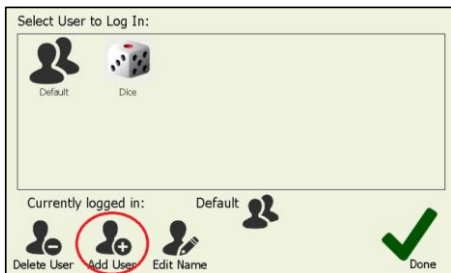 Select User to Log In:
Default Dice
Currently logged in: Default
Delete User Add User Edit Name Done